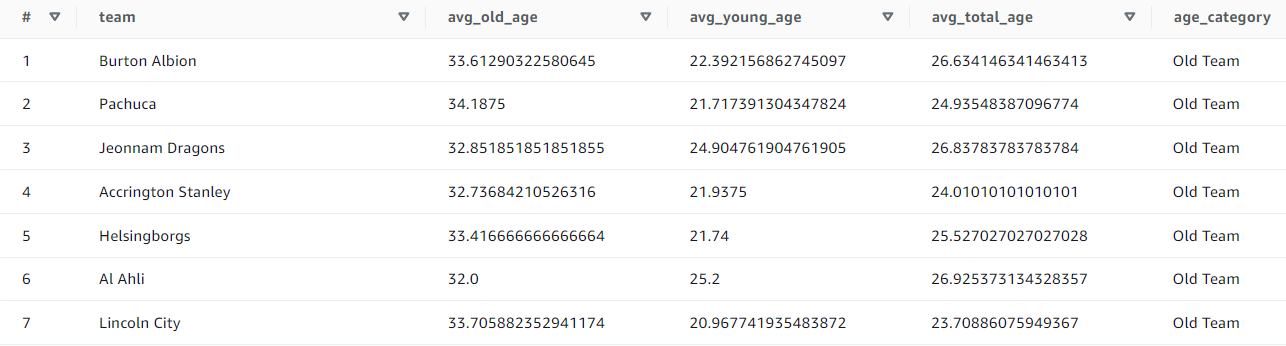 # team avg_old_age avg_young_age avg_total_age age_category
1 Burton Albion 33.61290322580645 22.392156862745097 26.634146341463413 Old Team
2 Pachuca 34.1875 21.717391304347824 24.93548387096774 Old Team
3 Jeonnam Dragons 32.851851851851855 24.904761904761905 26.83783783783784 Old Team
4 Accrington Stanley 32.73684210526316 21.9375 24.01010101010101 Old Team
5 Helsingborgs 33.416666666666664 21.74 25.527027027027028 Old Team
6 Al Ahli 32.0 25.2 26.925373134328357 Old Team
7 Lincoln City 33.705882352941174 20.967741935483872 23.70886075949367 Old Team